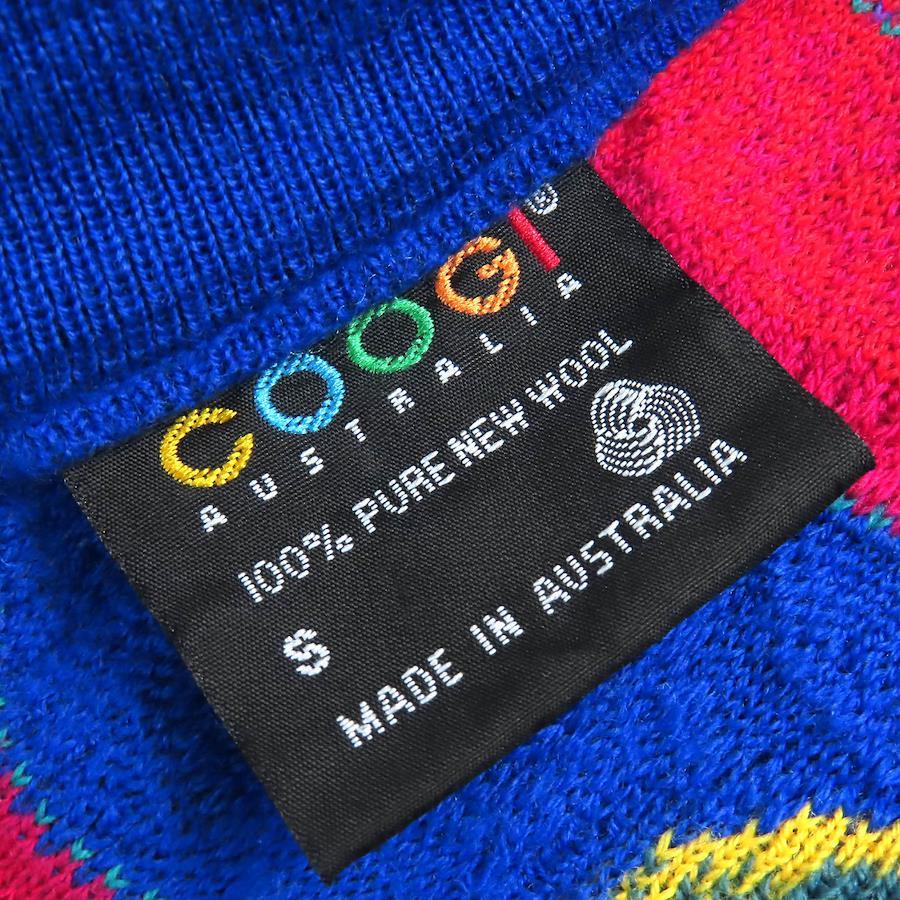 COOGI®
AUSTRALIA
100% PURE NEW WOOL
S
MADE IN AUSTRALIA